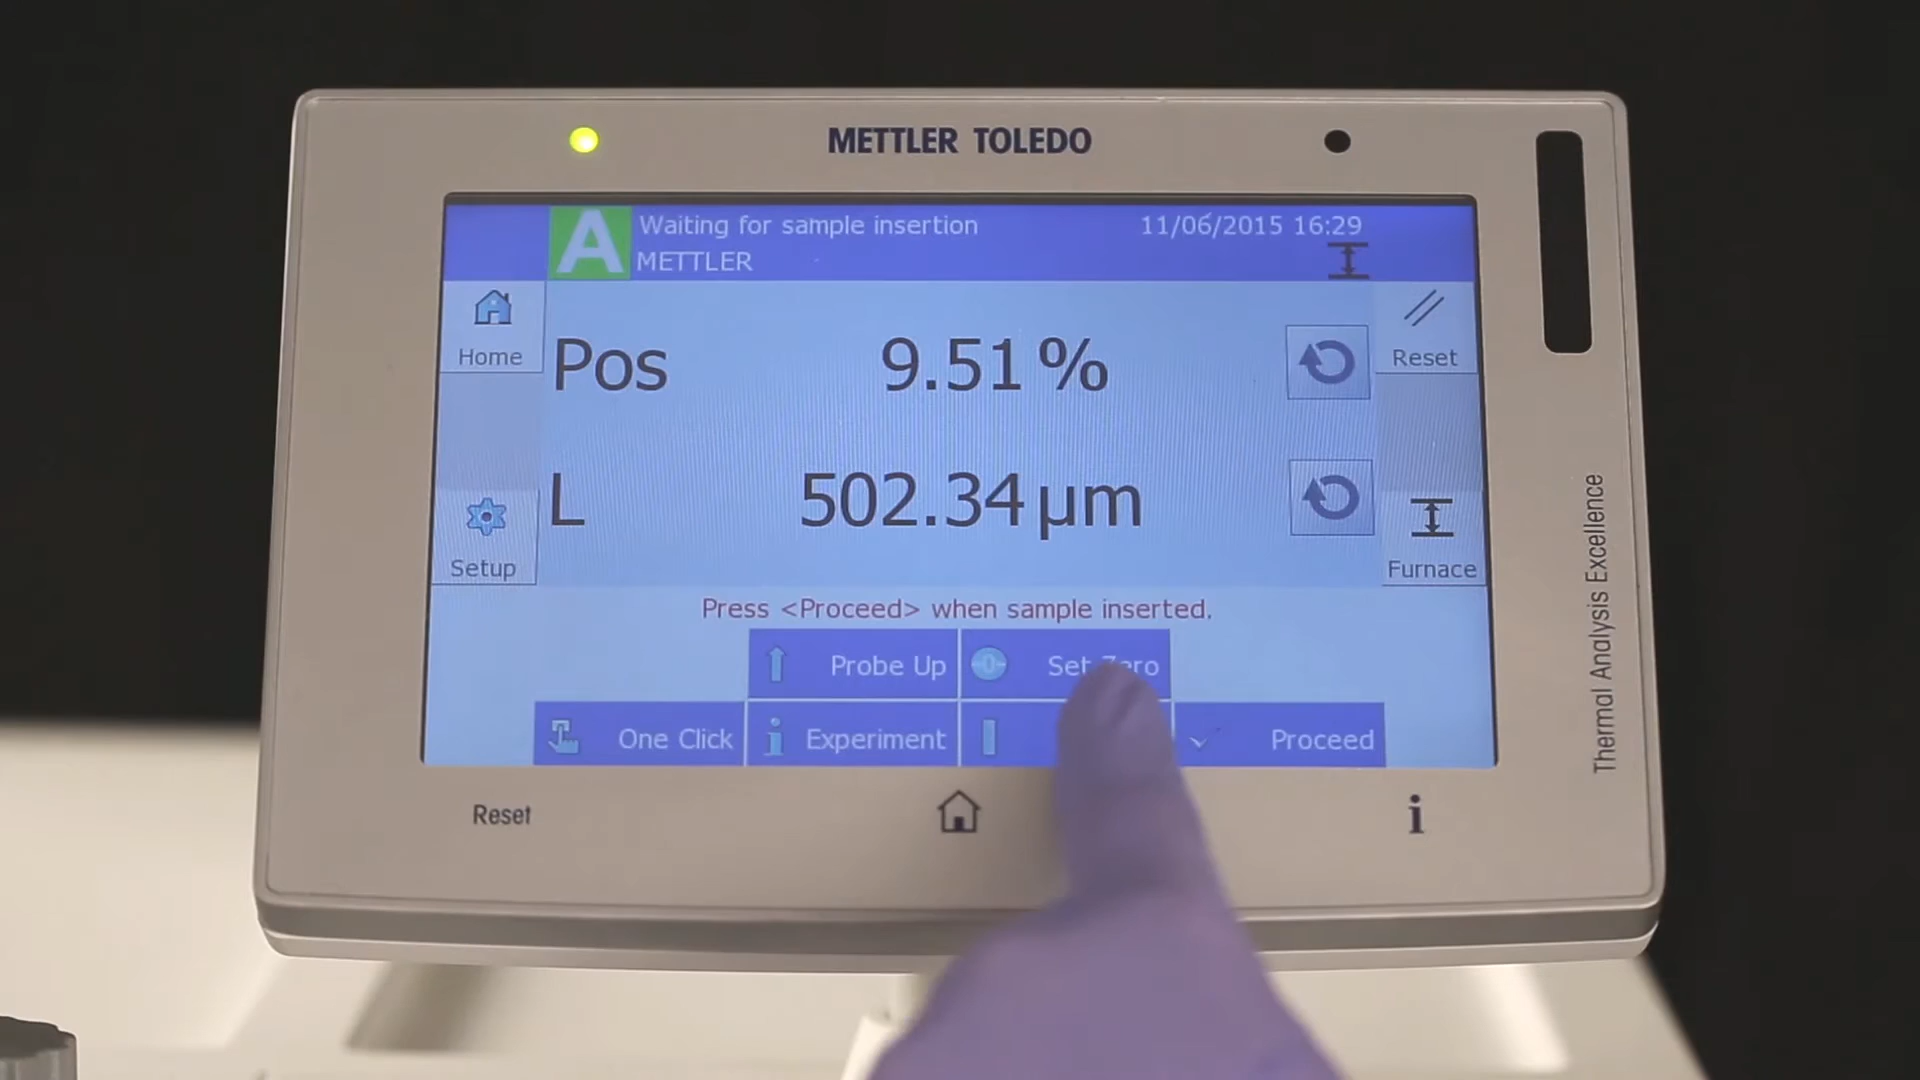 METTLER TOLEDO
A
Waiting for sample insertion
11/06/2015 16:29
METTLER
Home
Pos 9.51 %
Reset
L 502.34 µm
Setup
Furnace
Press <Proceed> when sample inserted.
Probe Up
Set Zero
One Click
Experiment
Proceed
Reset
i
Thermal Analysis Excellence